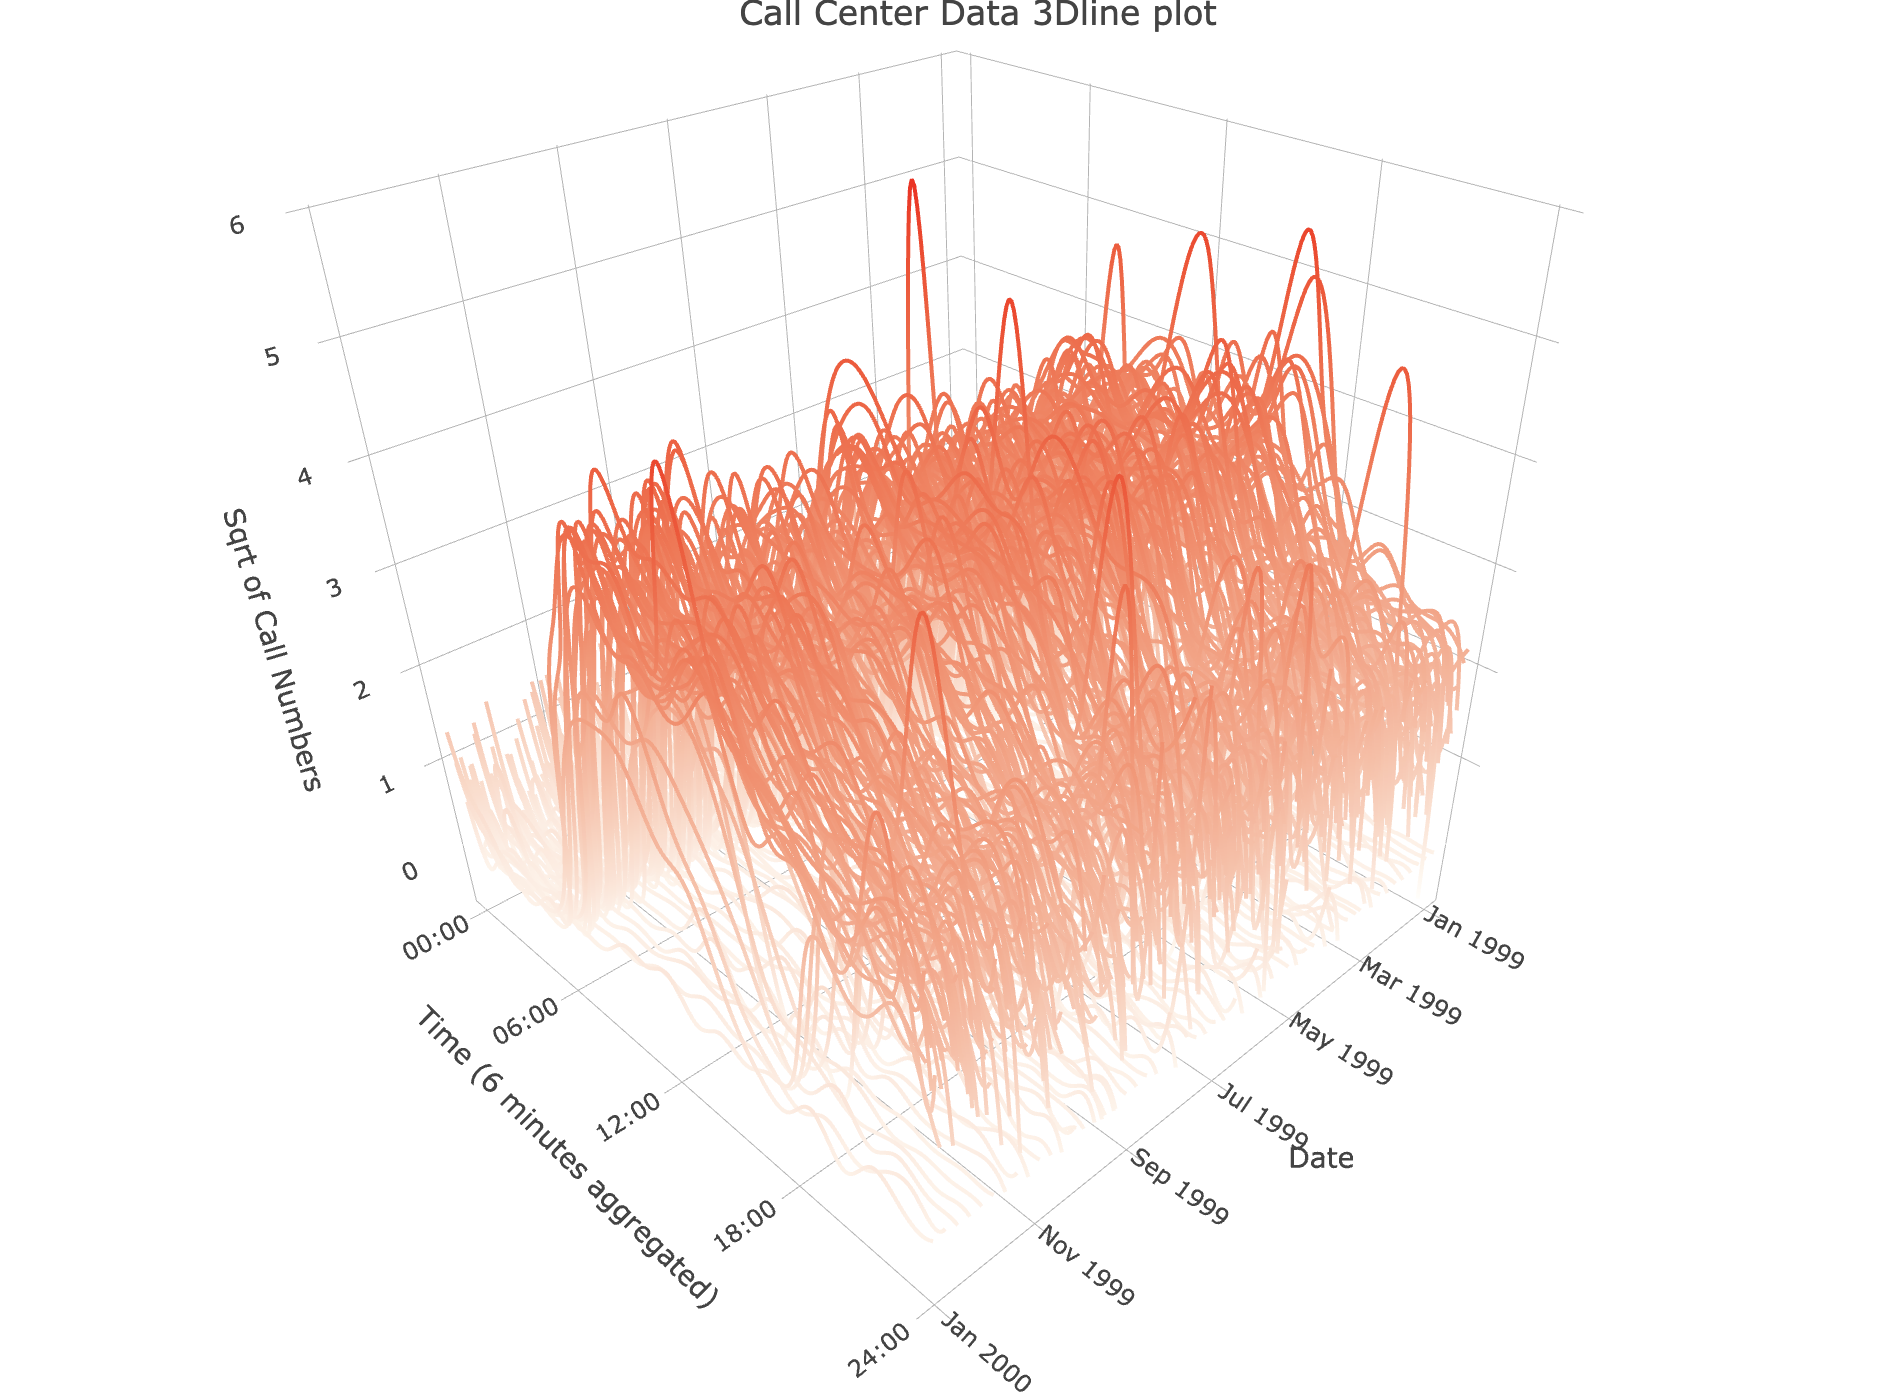 Call Center Data 3Dline plot
6
5
4
3
2
1
0
Sqrt of Call Numbers
00:00
06:00
12:00
18:00
24:00
Time (6 minutes aggregated)
Jan 1999
Mar 1999
May 1999
Jul 1999
Sep 1999
Nov 1999
Jan 2000
Date